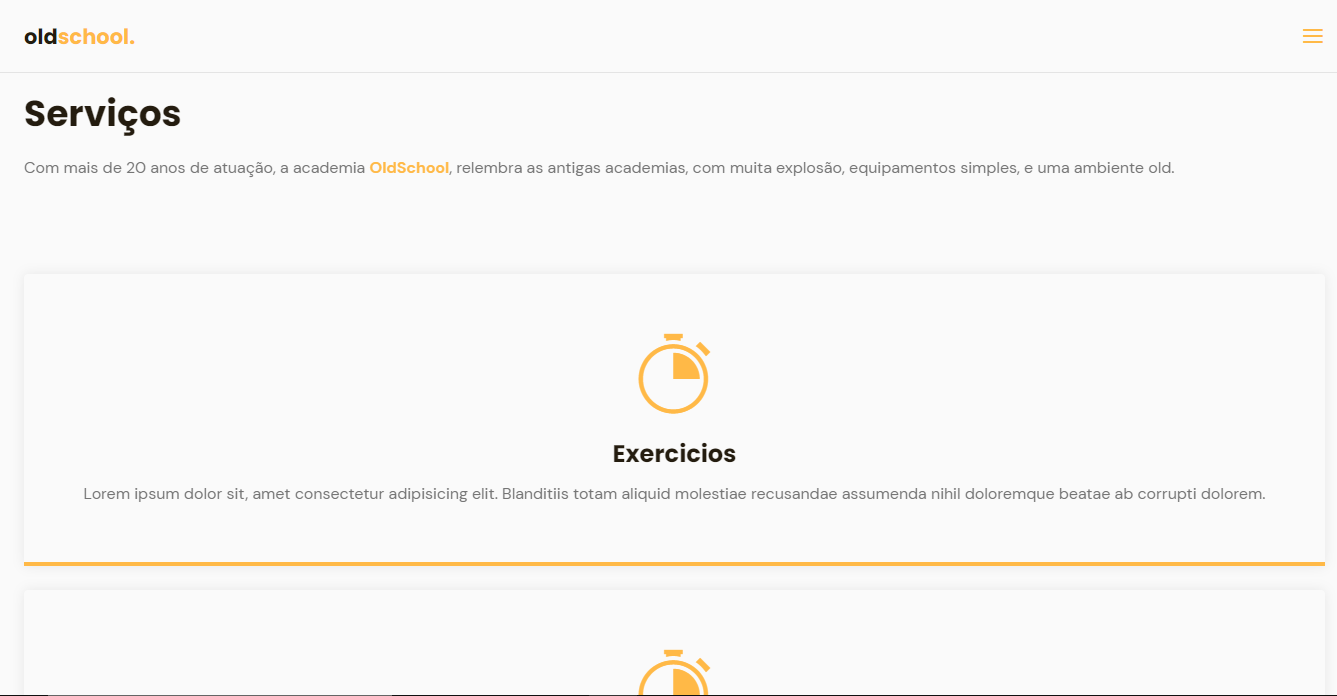 oldschool.
Serviços
Com mais de 20 anos de atuação, a academia OldSchool, relembra as antigas academias, com muita explosão, equipamentos simples, e uma ambiente old.
Exercicios
Lorem ipsum dolor sit, amet consectetur adipisicing elit. Blanditiis totam aliquid molestiae recusandae assumenda nihil doloremque beatae ab corrupti dolorem.